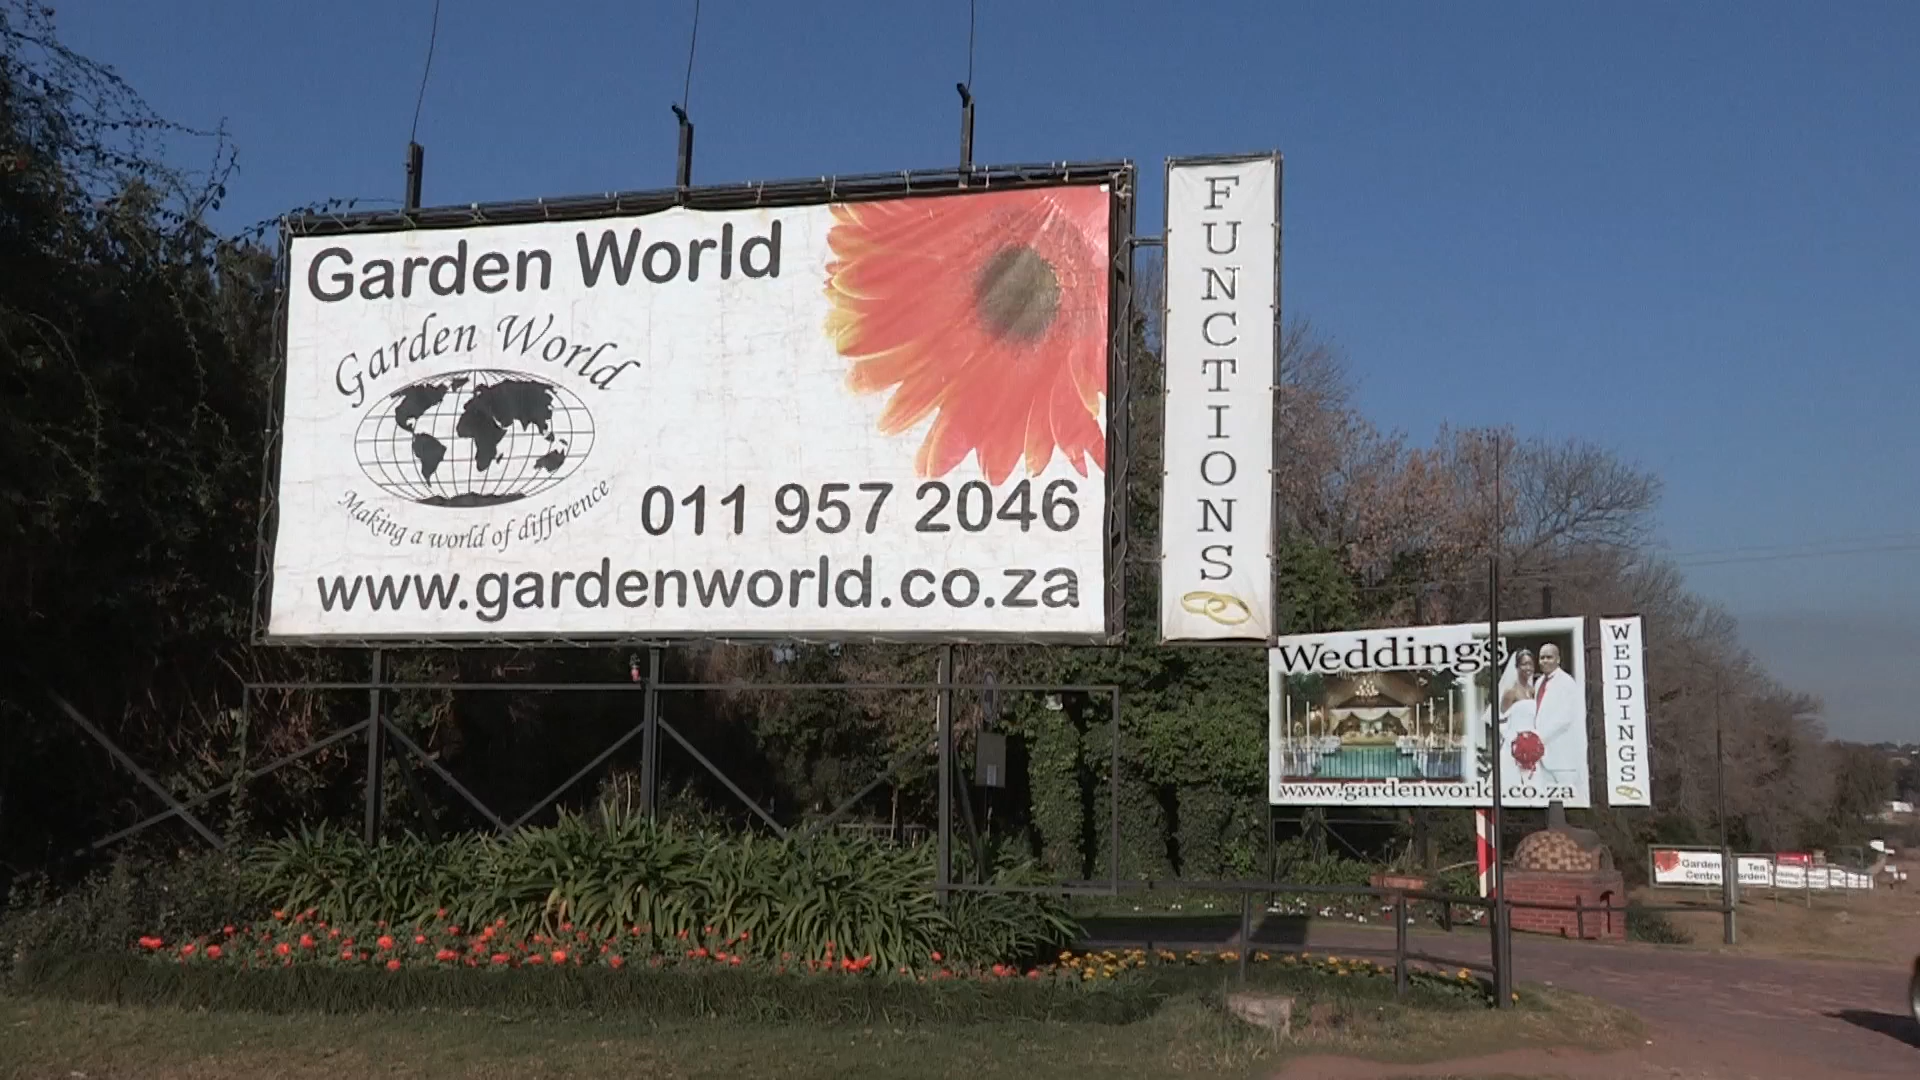 Garden World
Garden World
Making a world of difference
011 957 2046
www.gardenworld.co.za
FUNCTIONS
Weddings
www.gardenworld.co.za
WEDDINGS
Garden
Centre
Tea